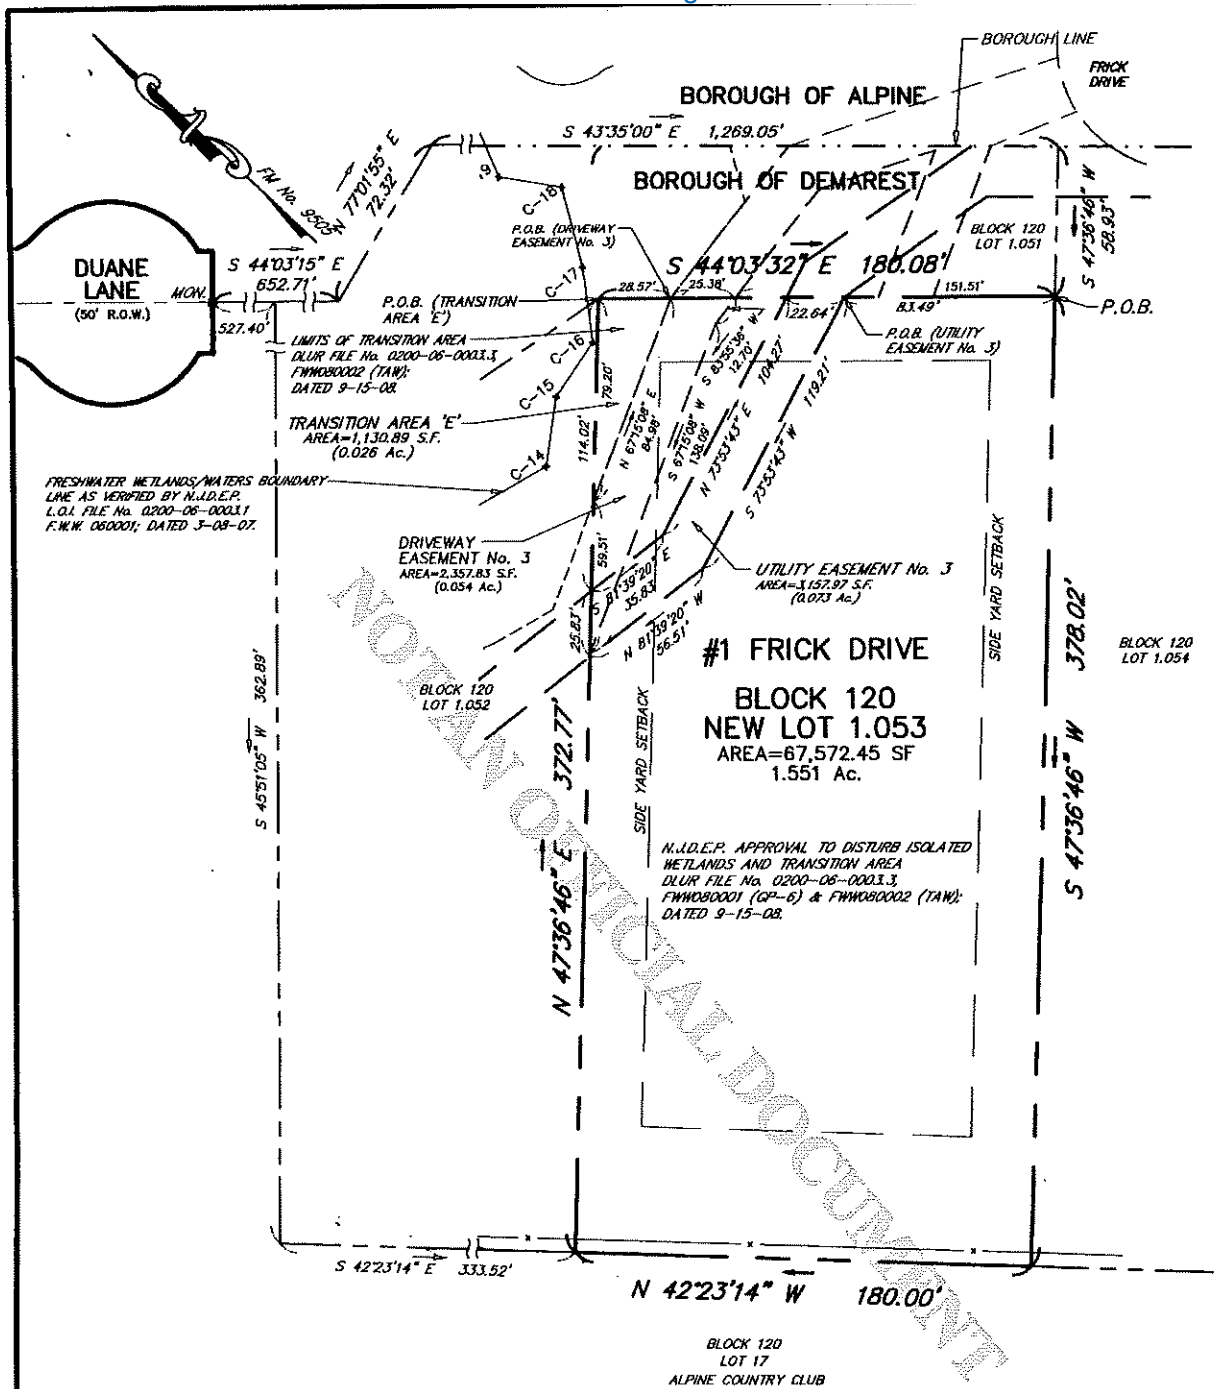 BOROUGH LINE
FRICK
DRIVE
BOROUGH OF ALPINE
S 43°35'00" E 1,269.05'
BOROUGH OF DEMAREST
FM No. 9505
N 77°01'55" E
72.32'
C-18
P.O.B. (DRIVEWAY
EASEMENT No. 3)
BLOCK 120
LOT 1.051
S 47°36'46" W
58.93'
DUANE
LANE
(50' R.O.W.)
MON.
S 44°03'15" E
652.71'
527.40'
S 44°03'32" E 180.08'
C-17
28.57'
25.38'
22.64'
151.51'
83.49'
P.O.B.
P.O.B. (TRANSITION
AREA 'E')
P.O.B. (UTILITY
EASEMENT No. 3)
LIMITS OF TRANSITION AREA
DLUR FILE No. 0200-06-0003.3,
FWW080002 (TAW);
DATED 9-15-08.
C-16
C-15
C-14
79.20'
114.02'
S 83°55'36" W
12.70'
104.27'
119.21'
TRANSITION AREA 'E'
AREA=1,130.89 S.F.
(0.026 Ac.)
N 67°15'08" E
84.98'
S 67°15'08" W
138.09'
N 73°53'43" E
S 73°53'43" W
FRESHWATER WETLANDS/WATERS BOUNDARY
LINE AS VERIFIED BY N.J.D.E.P.
L.O.I. FILE No. 0200-06-0003.1
F.W.W. 060001; DATED 3-08-07.
DRIVEWAY
EASEMENT No. 3
AREA=2,357.83 S.F.
(0.054 Ac.)
59.51'
S 81°39'20" E
35.83'
25.83'
N 81°39'20" W
56.51'
UTILITY EASEMENT No. 3
AREA=3,157.97 S.F.
(0.073 Ac.)
SIDE YARD SETBACK
378.02'
S 47°36'46" W
BLOCK 120
LOT 1.054
#1 FRICK DRIVE
BLOCK 120
NEW LOT 1.053
AREA=67,572.45 SF
1.551 Ac.
BLOCK 120
LOT 1.052
SIDE YARD SETBACK
S 45°51'05" W 362.89'
N 47°36'46" E 372.77'
N.J.D.E.P. APPROVAL TO DISTURB ISOLATED
WETLANDS AND TRANSITION AREA
DLUR FILE No. 0200-06-0003.3,
FWW080001 (GP-6) & FWW080002 (TAW);
DATED 9-15-08.
NOT AN OFFICIAL DOCUMENT
S 42°23'14" E 333.52'
N 42°23'14" W 180.00'
BLOCK 120
LOT 17
ALPINE COUNTRY CLUB